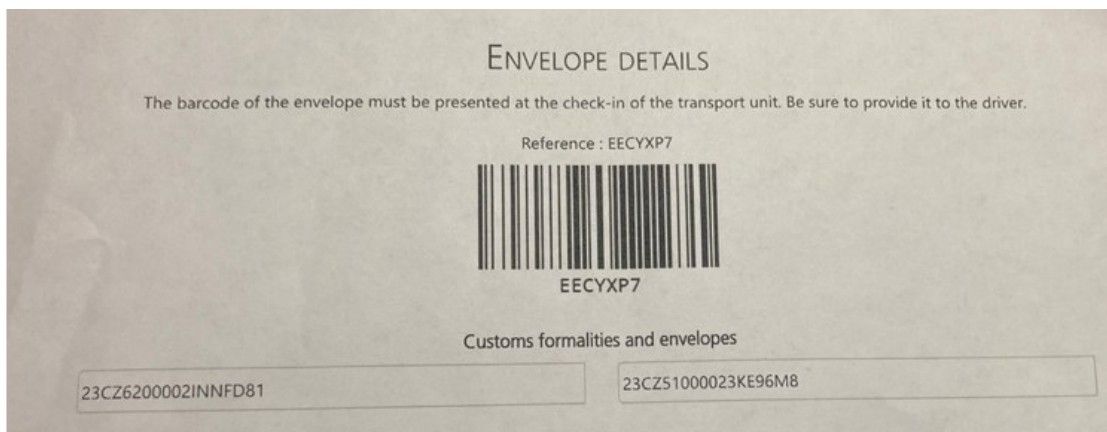 ENVELOPE DETAILS
The barcode of the envelope must be presented at the check-in of the transport unit. Be sure to provide it to the driver.
Reference : EECYXP7
EECYXP7
Customs formalities and envelopes
23CZ6200002INNFD81
23CZ51000023KE96M8